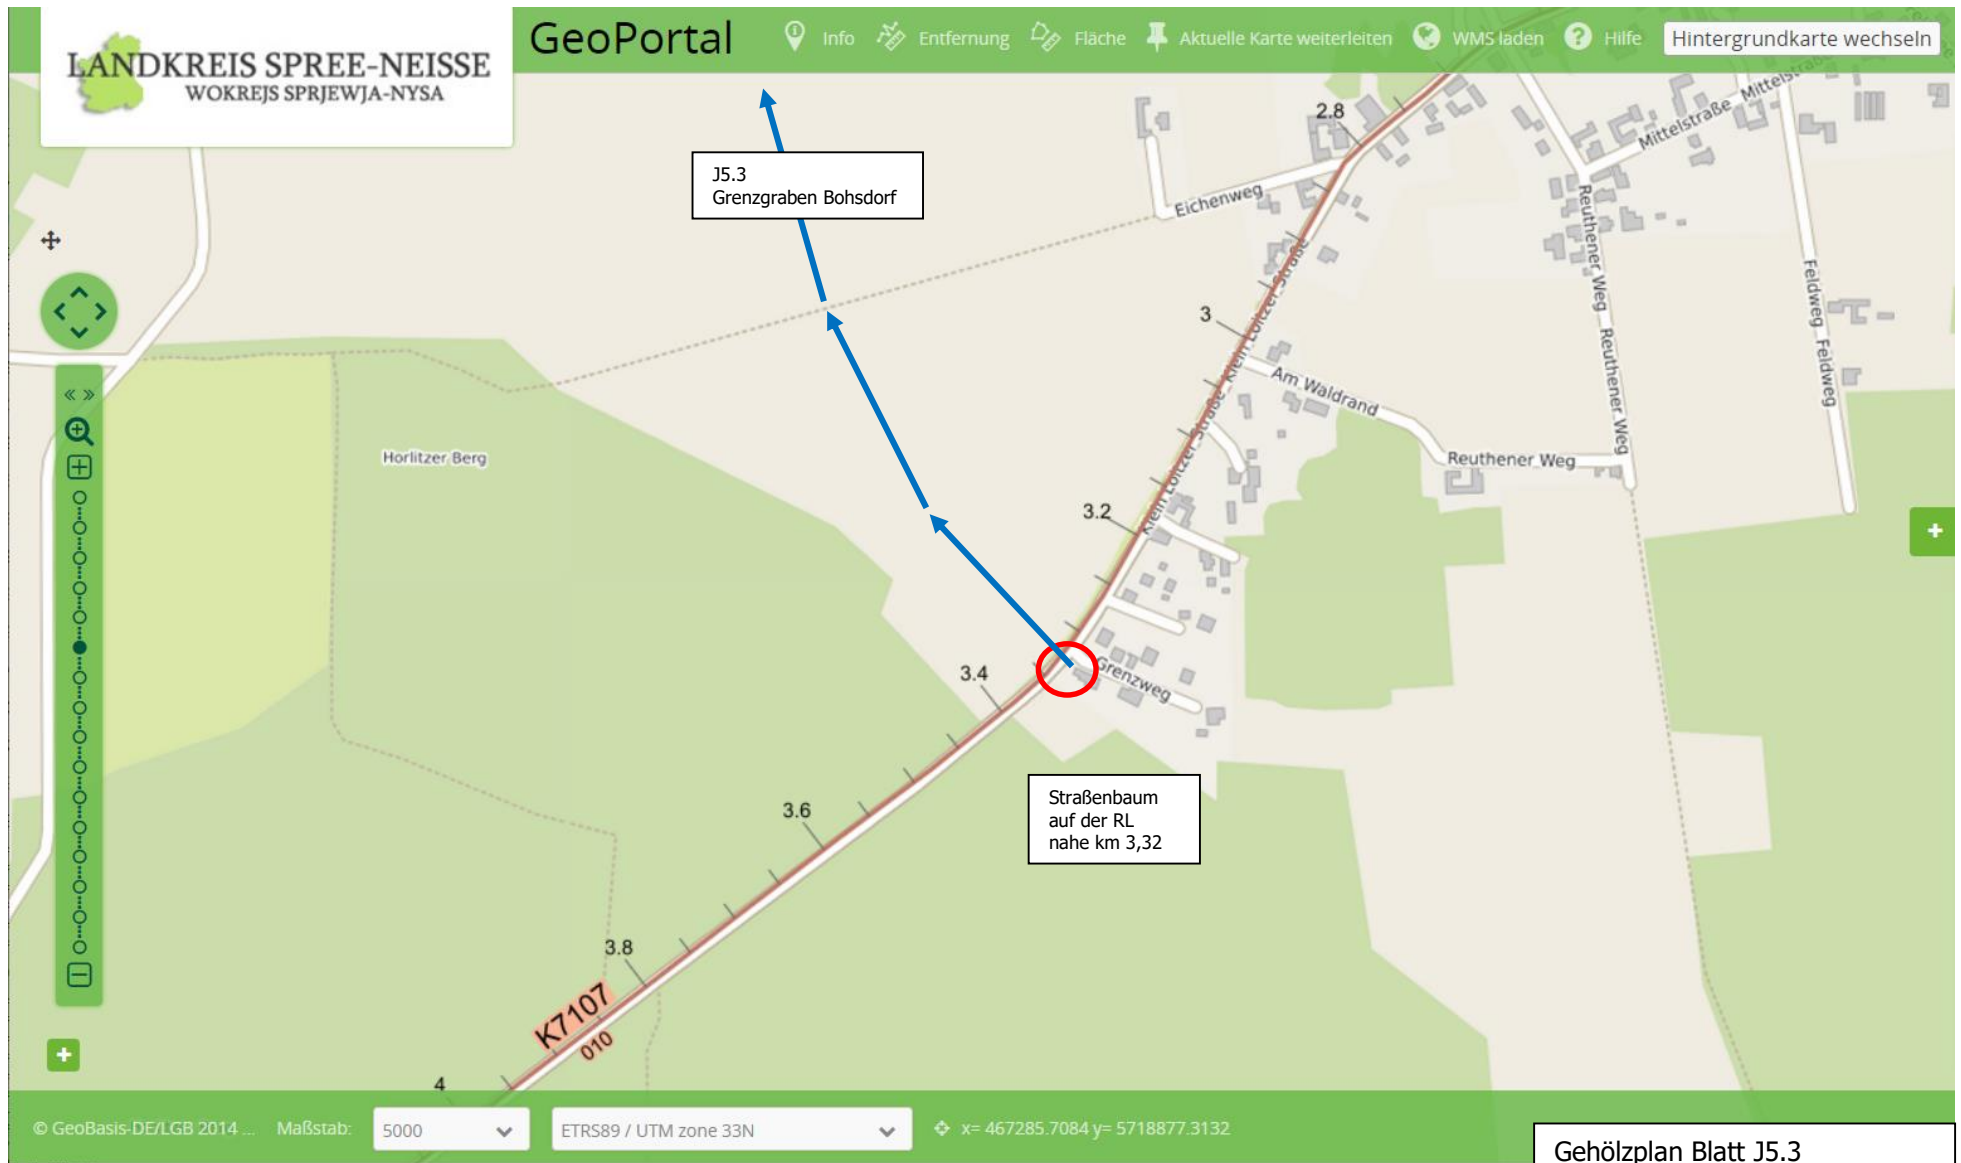 LANDKREIS SPREE-NEISSE
WOKREJS SPRJEWJA-NYSA
GeoPortal
Info
Entfernung
Fläche
Aktuelle Karte weiterleiten
WMS laden
Hilfe
Hintergrundkarte wechseln
J5.3
Grenzgraben Bohsdorf
2.8
Mittelstraße
Mittelstraße
Eichenweg
Reuthener Weg
Reuthener Weg
Feldweg
Feldweg
3
Klein Loitzer Straße
Klein Loitzer Straße
Am Waldrand
Reuthener Weg
Horlitzer Berg
3.2
3.4
Grenzweg
Straßenbaum
auf der RL
nahe km 3,32
3.6
3.8
K7107
010
4
© GeoBasis-DE/LGB 2014 ...
Maßstab:
5000
ETRS89 / UTM zone 33N
x= 467285.7084 y= 5718877.3132
Gehölzplan Blatt J5.3